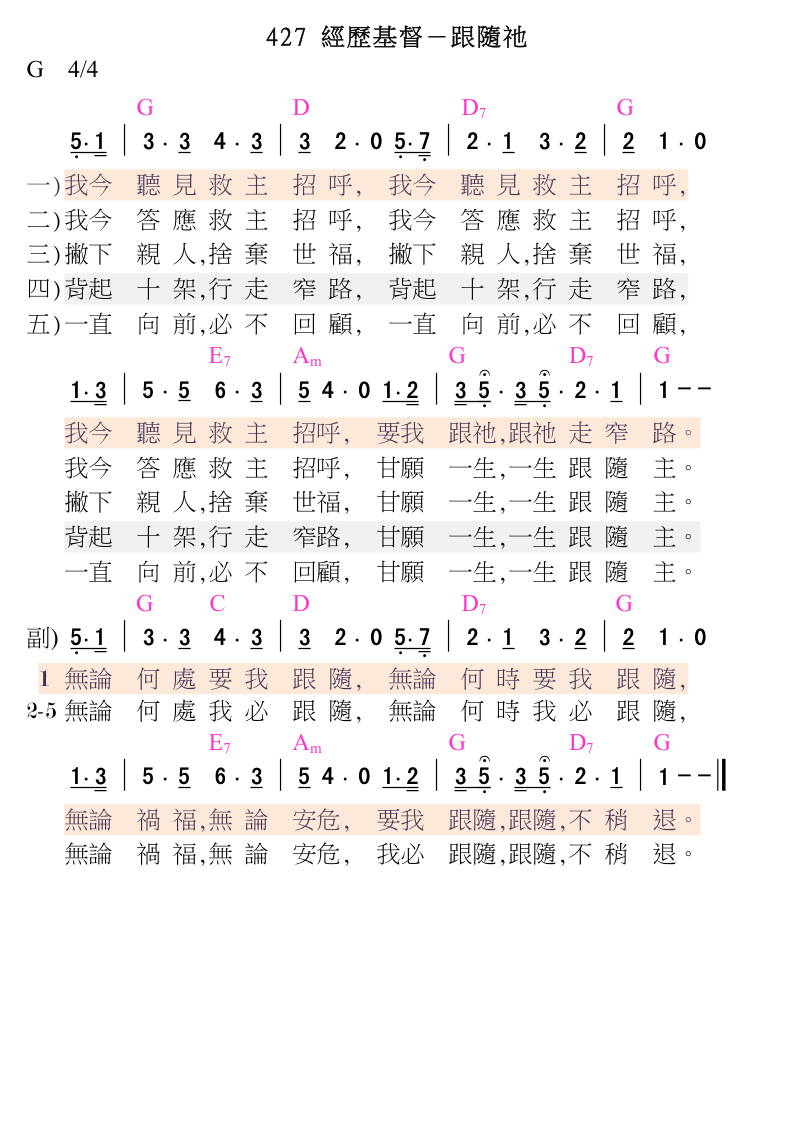 427 經歷基督－跟隨祂
G 4/4
G D D7 G
5·1 | 3·3 4·3 | 3 2·0 5·7 | 2·1 3·2 | 2 1·0
一)我今 聽見救主 招呼, 我今 聽見救主 招呼,
二)我今 答應救主 招呼, 我今 答應救主 招呼,
三)撇下 親人,捨棄 世福, 撇下 親人,捨棄 世福,
四)背起 十架,行走 窄路, 背起 十架,行走 窄路,
五)一直 向前,必不 回顧, 一直 向前,必不 回顧,
E7 Am G D7 G
1·3 | 5·5 6·3 | 5 4·0 1·2 | 3 5·3 5·2·1 | 1--
我今 聽見救主 招呼, 要我 跟祂,跟祂走窄 路。
我今 答應救主 招呼, 甘願 一生,一生跟隨 主。
撇下 親人,捨棄 世福, 甘願 一生,一生跟隨 主。
背起 十架,行走 窄路, 甘願 一生,一生跟隨 主。
一直 向前,必不 回顧, 甘願 一生,一生跟隨 主。
G C D D7 G
副) 5·1 | 3·3 4·3 | 3 2·0 5·7 | 2·1 3·2 | 2 1·0
1 無論 何處要我 跟隨, 無論 何時要我 跟隨,
2-5 無論 何處我必 跟隨, 無論 何時我必 跟隨,
E7 Am G D7 G
1·3 | 5·5 6·3 | 5 4·0 1·2 | 3 5·3 5·2·1 | 1--‖
無論 禍福,無論 安危, 要我 跟隨,跟隨,不稍 退。
無論 禍福,無論 安危, 我必 跟隨,跟隨,不稍 退。